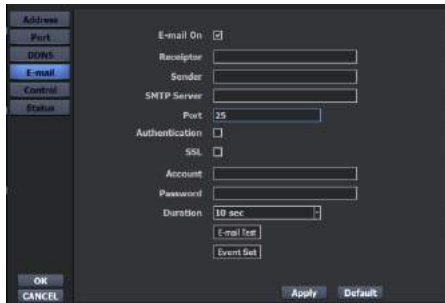 Address
Port
DDNS
E-mail
Control
Status
E-mail On
Receiptor
Sender
SMTP Server
Port 25
Authentication
SSL
Account
Password
Duration 10 sec
E-mail Test
Event Set
OK
CANCEL
Apply Default